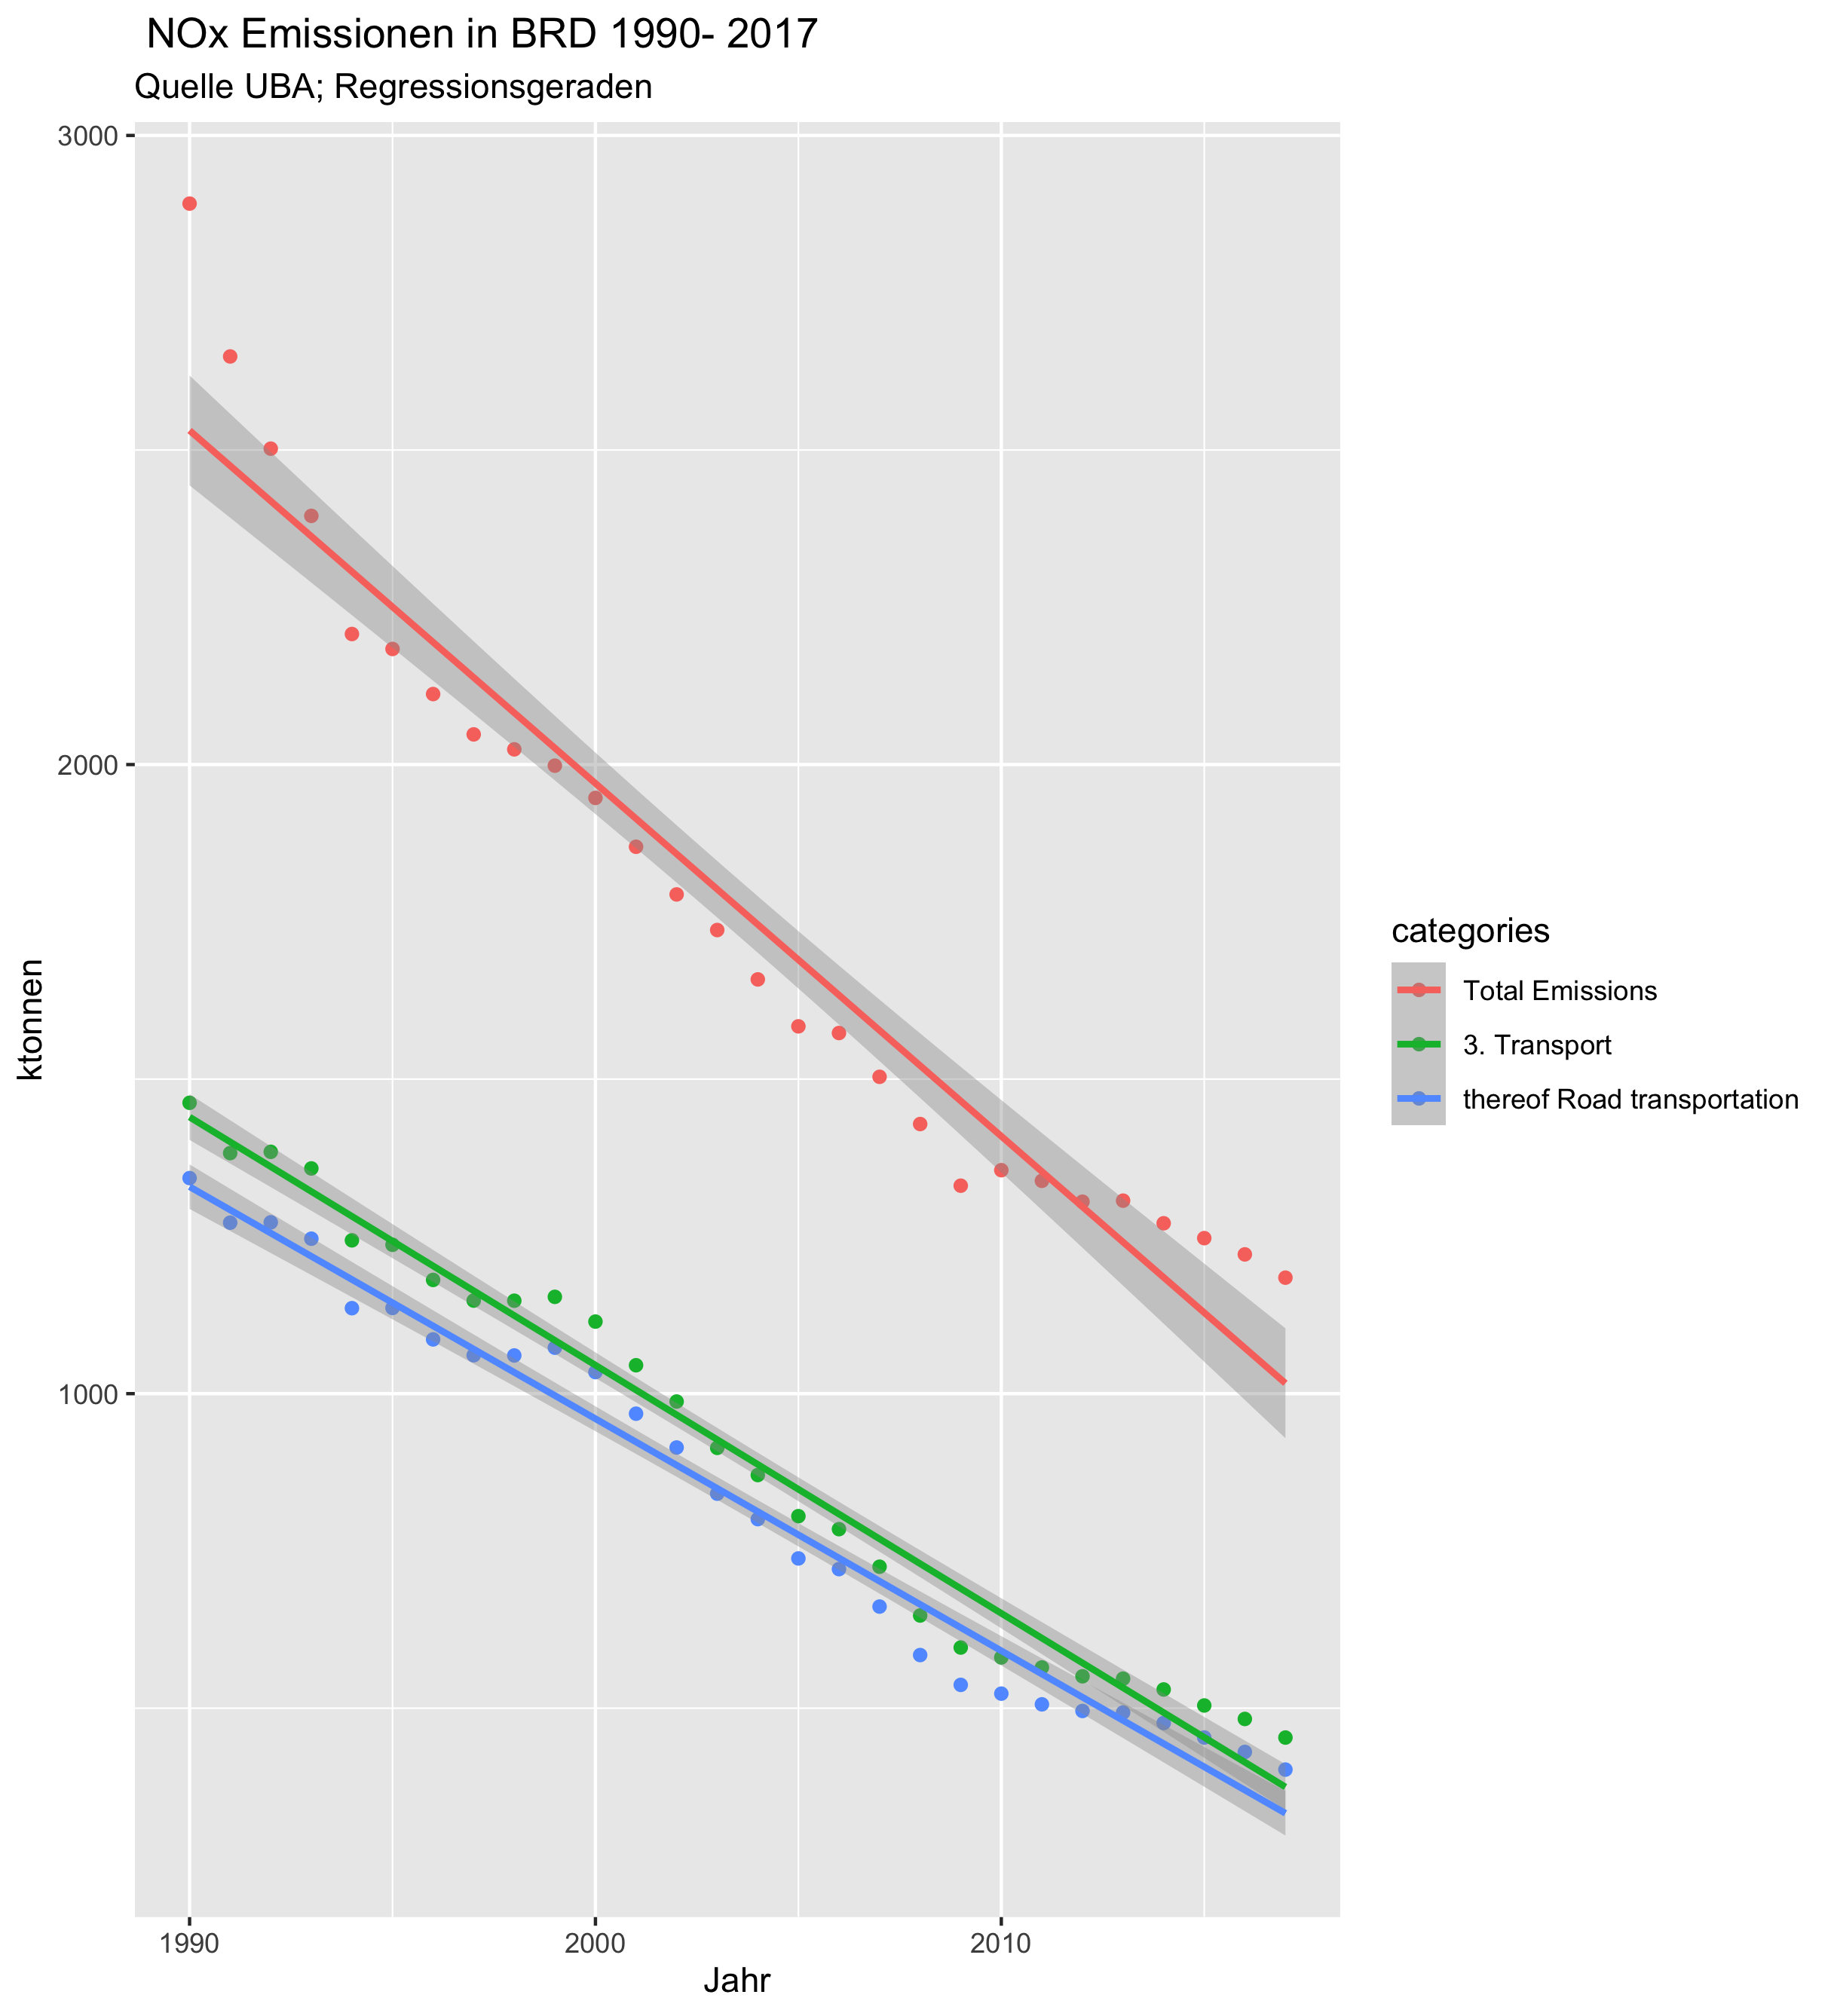 NOx Emissionen in BRD 1990- 2017
Quelle UBA; Regressionsgeraden
3000
2000
1000
ktonnen
1990
2000
2010
Jahr
categories
Total Emissions
3. Transport
thereof Road transportation